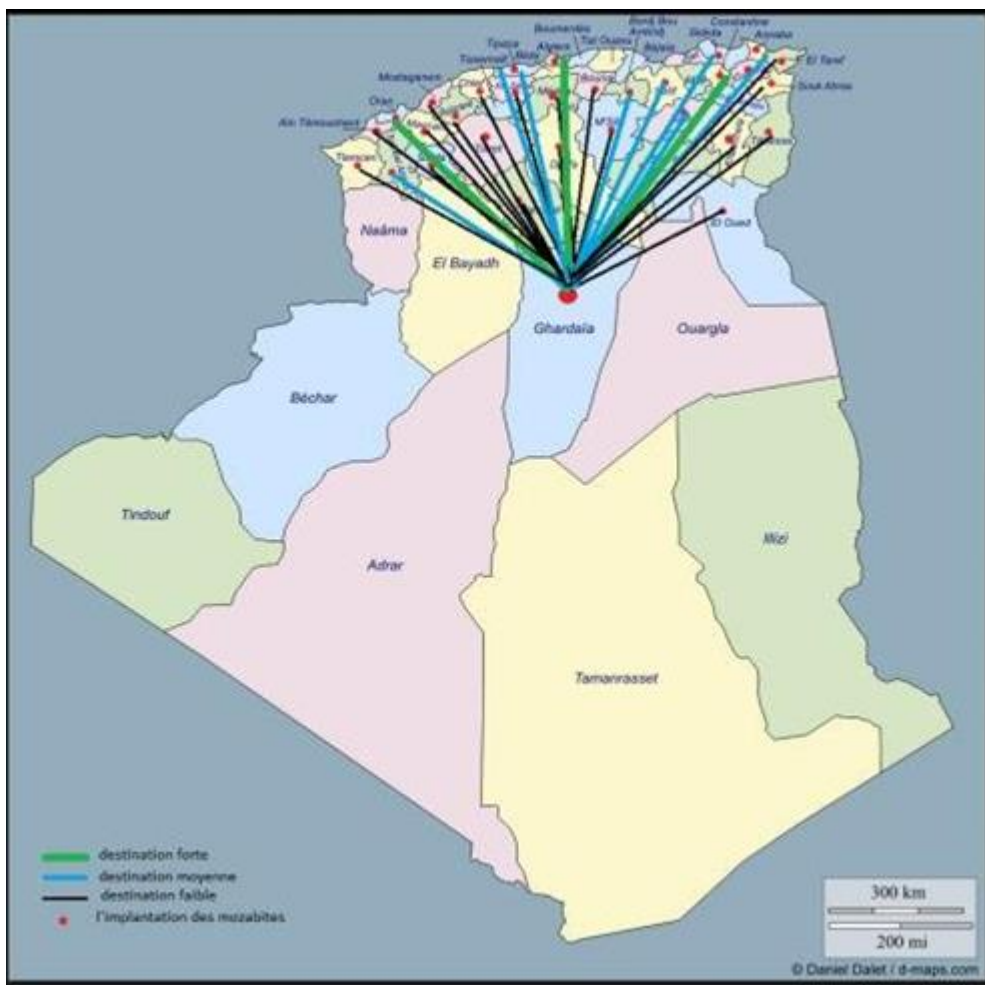 Boumerdès
Constantine
Tipaza
Alger
Tizi Ouzou
Bordj Bou
Skikda
Annaba
Blida
Béjaïa
El Taref
Mostaganem
Souk Ahras
Oran
Aïn Témouchent
Tlemcen
El Oued
Naâma
El Bayadh
Ghardaïa
Ouargla
Béchar
Tindouf
Adrar
Illizi
Tamanrasset
destination forte
destination moyenne
destination faible
l'implantation des mozabites
300 km
200 mi
© Daniel Dalet / d-maps.com